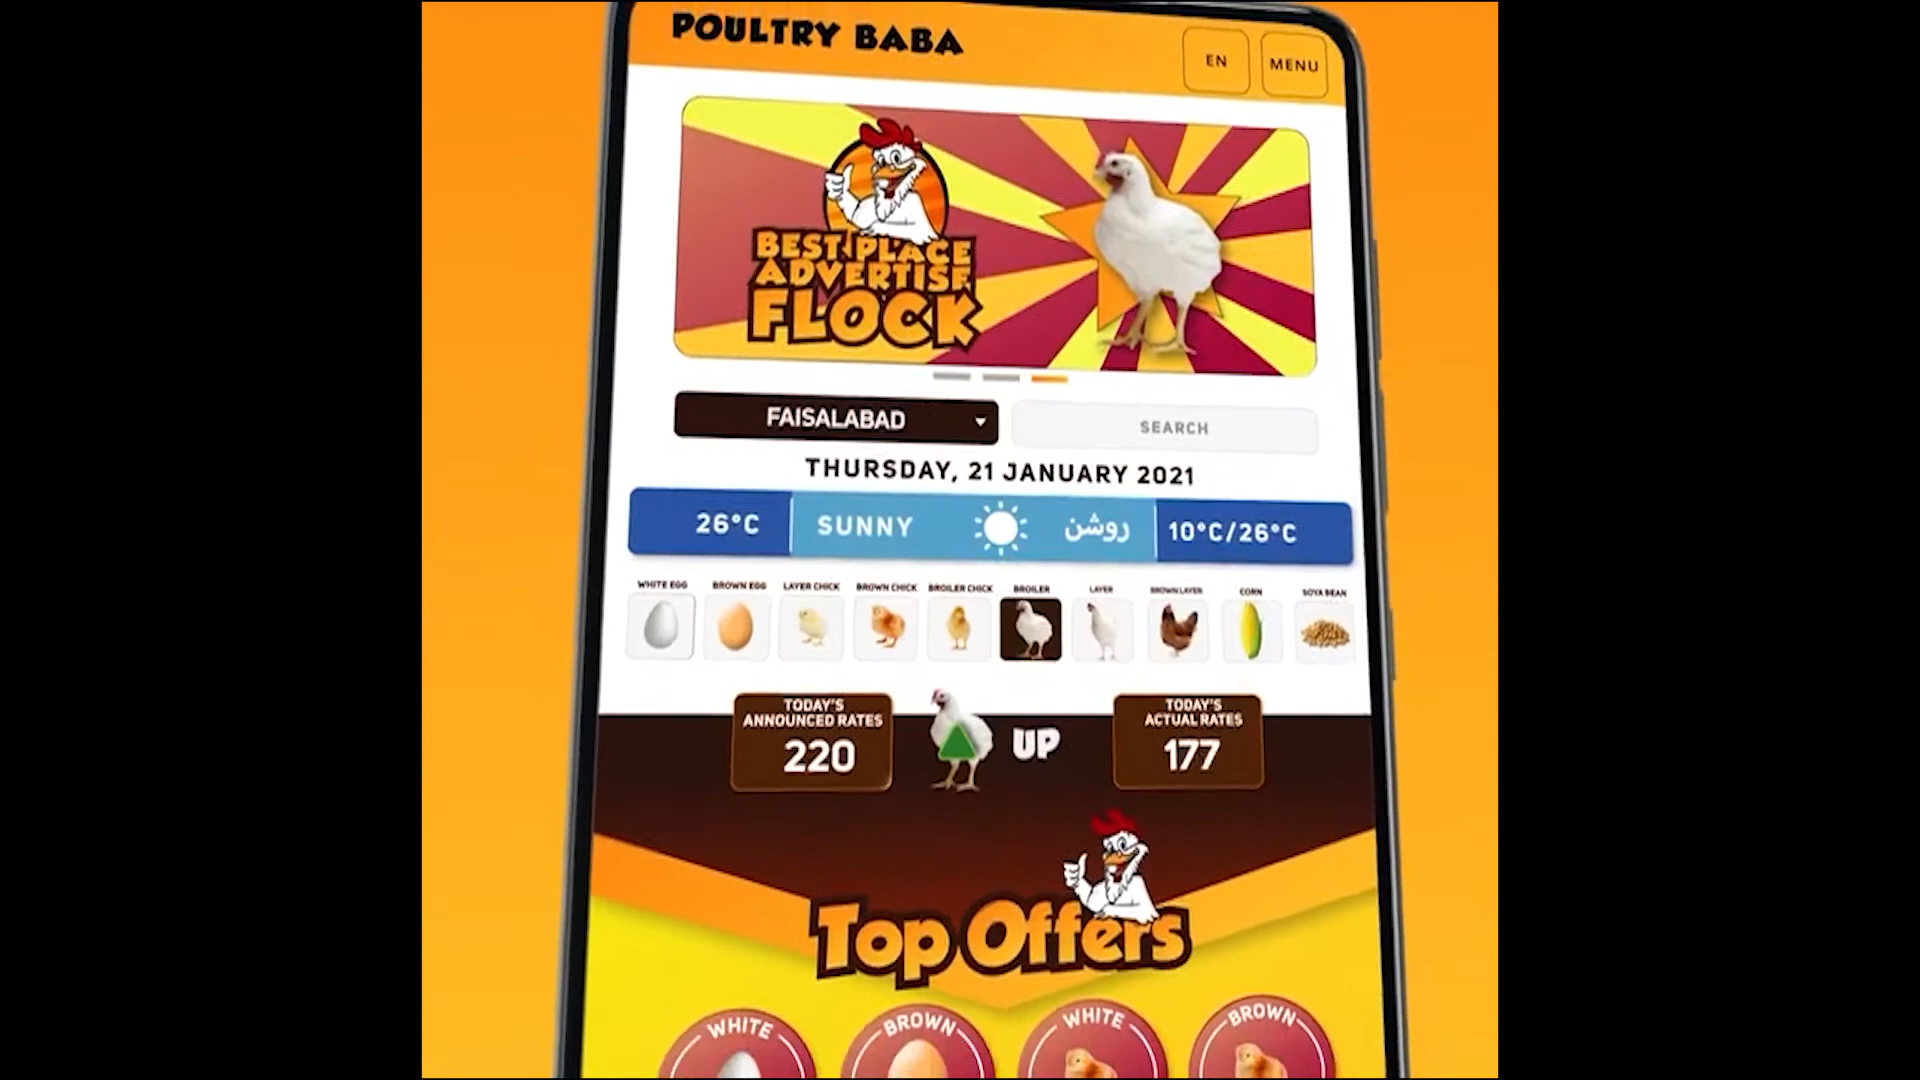 POULTRY BABA
EN
MENU
BEST PLACE
ADVERTISE
FLOCK
FAISALABAD
SEARCH
THURSDAY, 21 JANUARY 2021
26°C
SUNNY
روشن
10°C/26°C
WHITE EGG
BROWN EGG
LAYER CHICK
BROWN CHICK
BROILER CHICK
BROILER
LAYER
BROWN LAYER
CORN
SOYA BEAN
TODAY'S
ANNOUNCED RATES
220
UP
TODAY'S
ACTUAL RATES
177
Top Offers
WHITE
BROWN
WHITE
BROWN